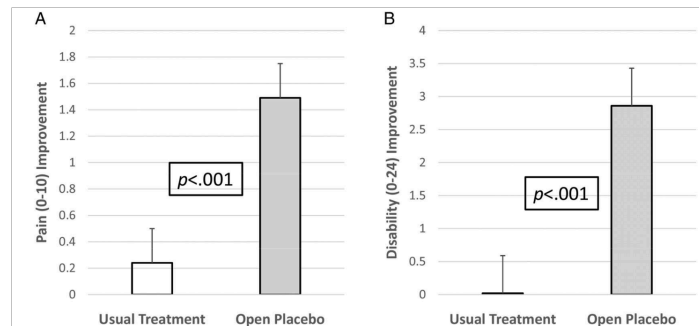 A
Pain (0-10) Improvement
2
1.8
1.6
1.4
1.2
1
0.8
0.6
0.4
0.2
0
p<.001
Usual Treatment
Open Placebo
B
Disability (0-24) Improvement
4
3.5
3
2.5
2
1.5
1
0.5
0
p<.001
Usual Treatment
Open Placebo